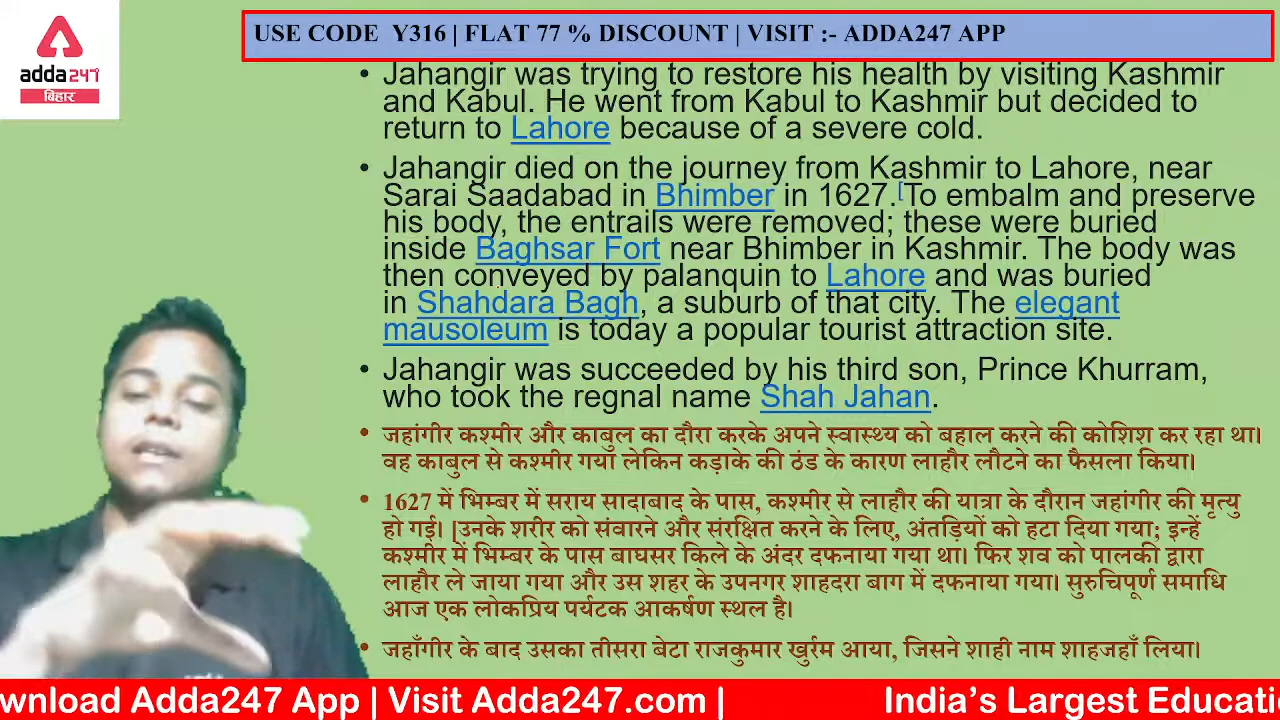 USE CODE Y316 | FLAT 77 % DISCOUNT | VISIT :- ADDA247 APP
adda247
बिहार
• Jahangir was trying to restore his health by visiting Kashmir
and Kabul. He went from Kabul to Kashmir but decided to
return to Lahore because of a severe cold.
• Jahangir died on the journey from Kashmir to Lahore, near
Sarai Saadabad in Bhimber in 1627.[To embalm and preserve
his body, the entrails were removed; these were buried
inside Baghsar Fort near Bhimber in Kashmir. The body was
then conveyed by palanquin to Lahore and was buried
in Shahdara Bagh, a suburb of that city. The elegant
mausoleum is today a popular tourist attraction site.
• Jahangir was succeeded by his third son, Prince Khurram,
who took the regnal name Shah Jahan.
• जहांगीर कश्मीर और काबुल का दौरा करके अपने स्वास्थ्य को बहाल करने की कोशिश कर रहा था।
वह काबुल से कश्मीर गया लेकिन कड़ाके की ठंड के कारण लाहौर लौटने का फैसला किया।
• 1627 में भिम्बर में सराय सादाबाद के पास, कश्मीर से लाहौर की यात्रा के दौरान जहांगीर की मृत्यु
हो गई। [उनके शरीर को संवारने और संरक्षित करने के लिए, अंतड़ियों को हटा दिया गया; इन्हें
कश्मीर में भिम्बर के पास बाघसर किले के अंदर दफनाया गया था। फिर शव को पालकी द्वारा
लाहौर ले जाया गया और उस शहर के उपनगर शाहदरा बाग में दफनाया गया। सुरुचिपूर्ण समाधि
आज एक लोकप्रिय पर्यटक आकर्षण स्थल है।
• जहाँगीर के बाद उसका तीसरा बेटा राजकुमार खुर्रम आया, जिसने शाही नाम शाहजहाँ लिया।
wnload Adda247 App | Visit Adda247.com | India's Largest Educati